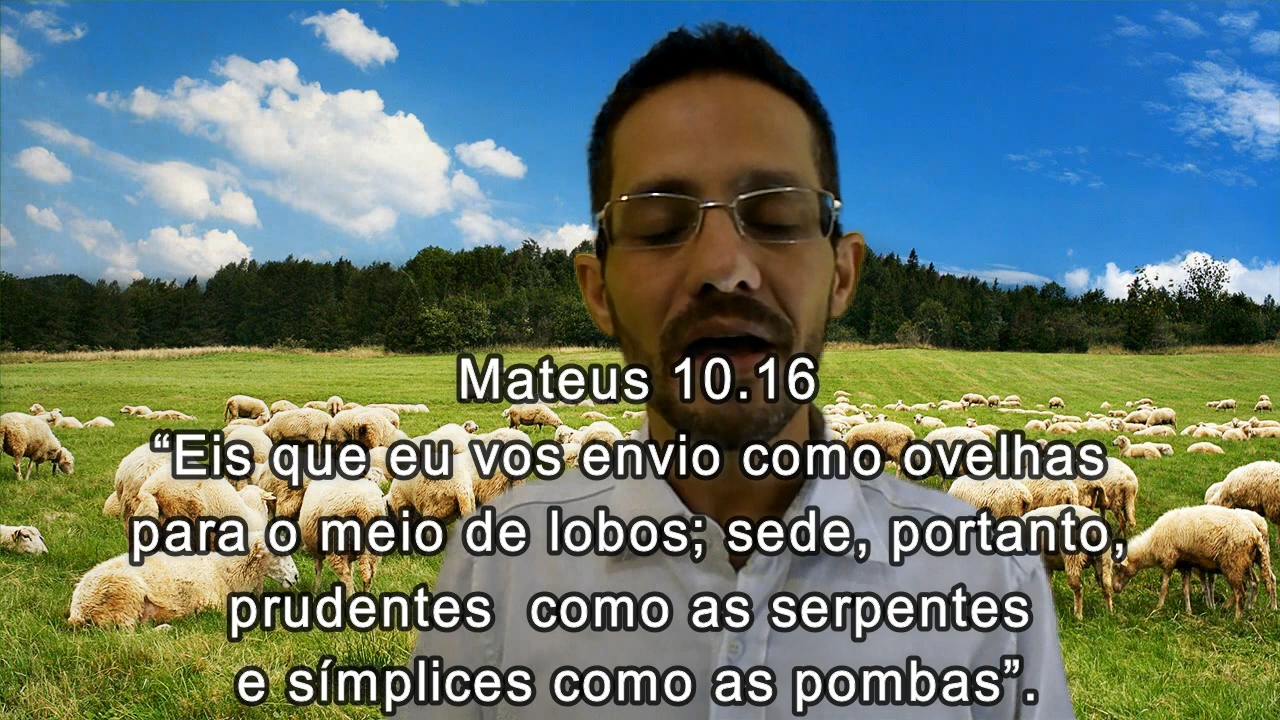 Mateus 10.16
“Eis que eu vos envio como ovelhas
para o meio de lobos; sede, portanto,
prudentes como as serpentes
e símplices como as pombas”.